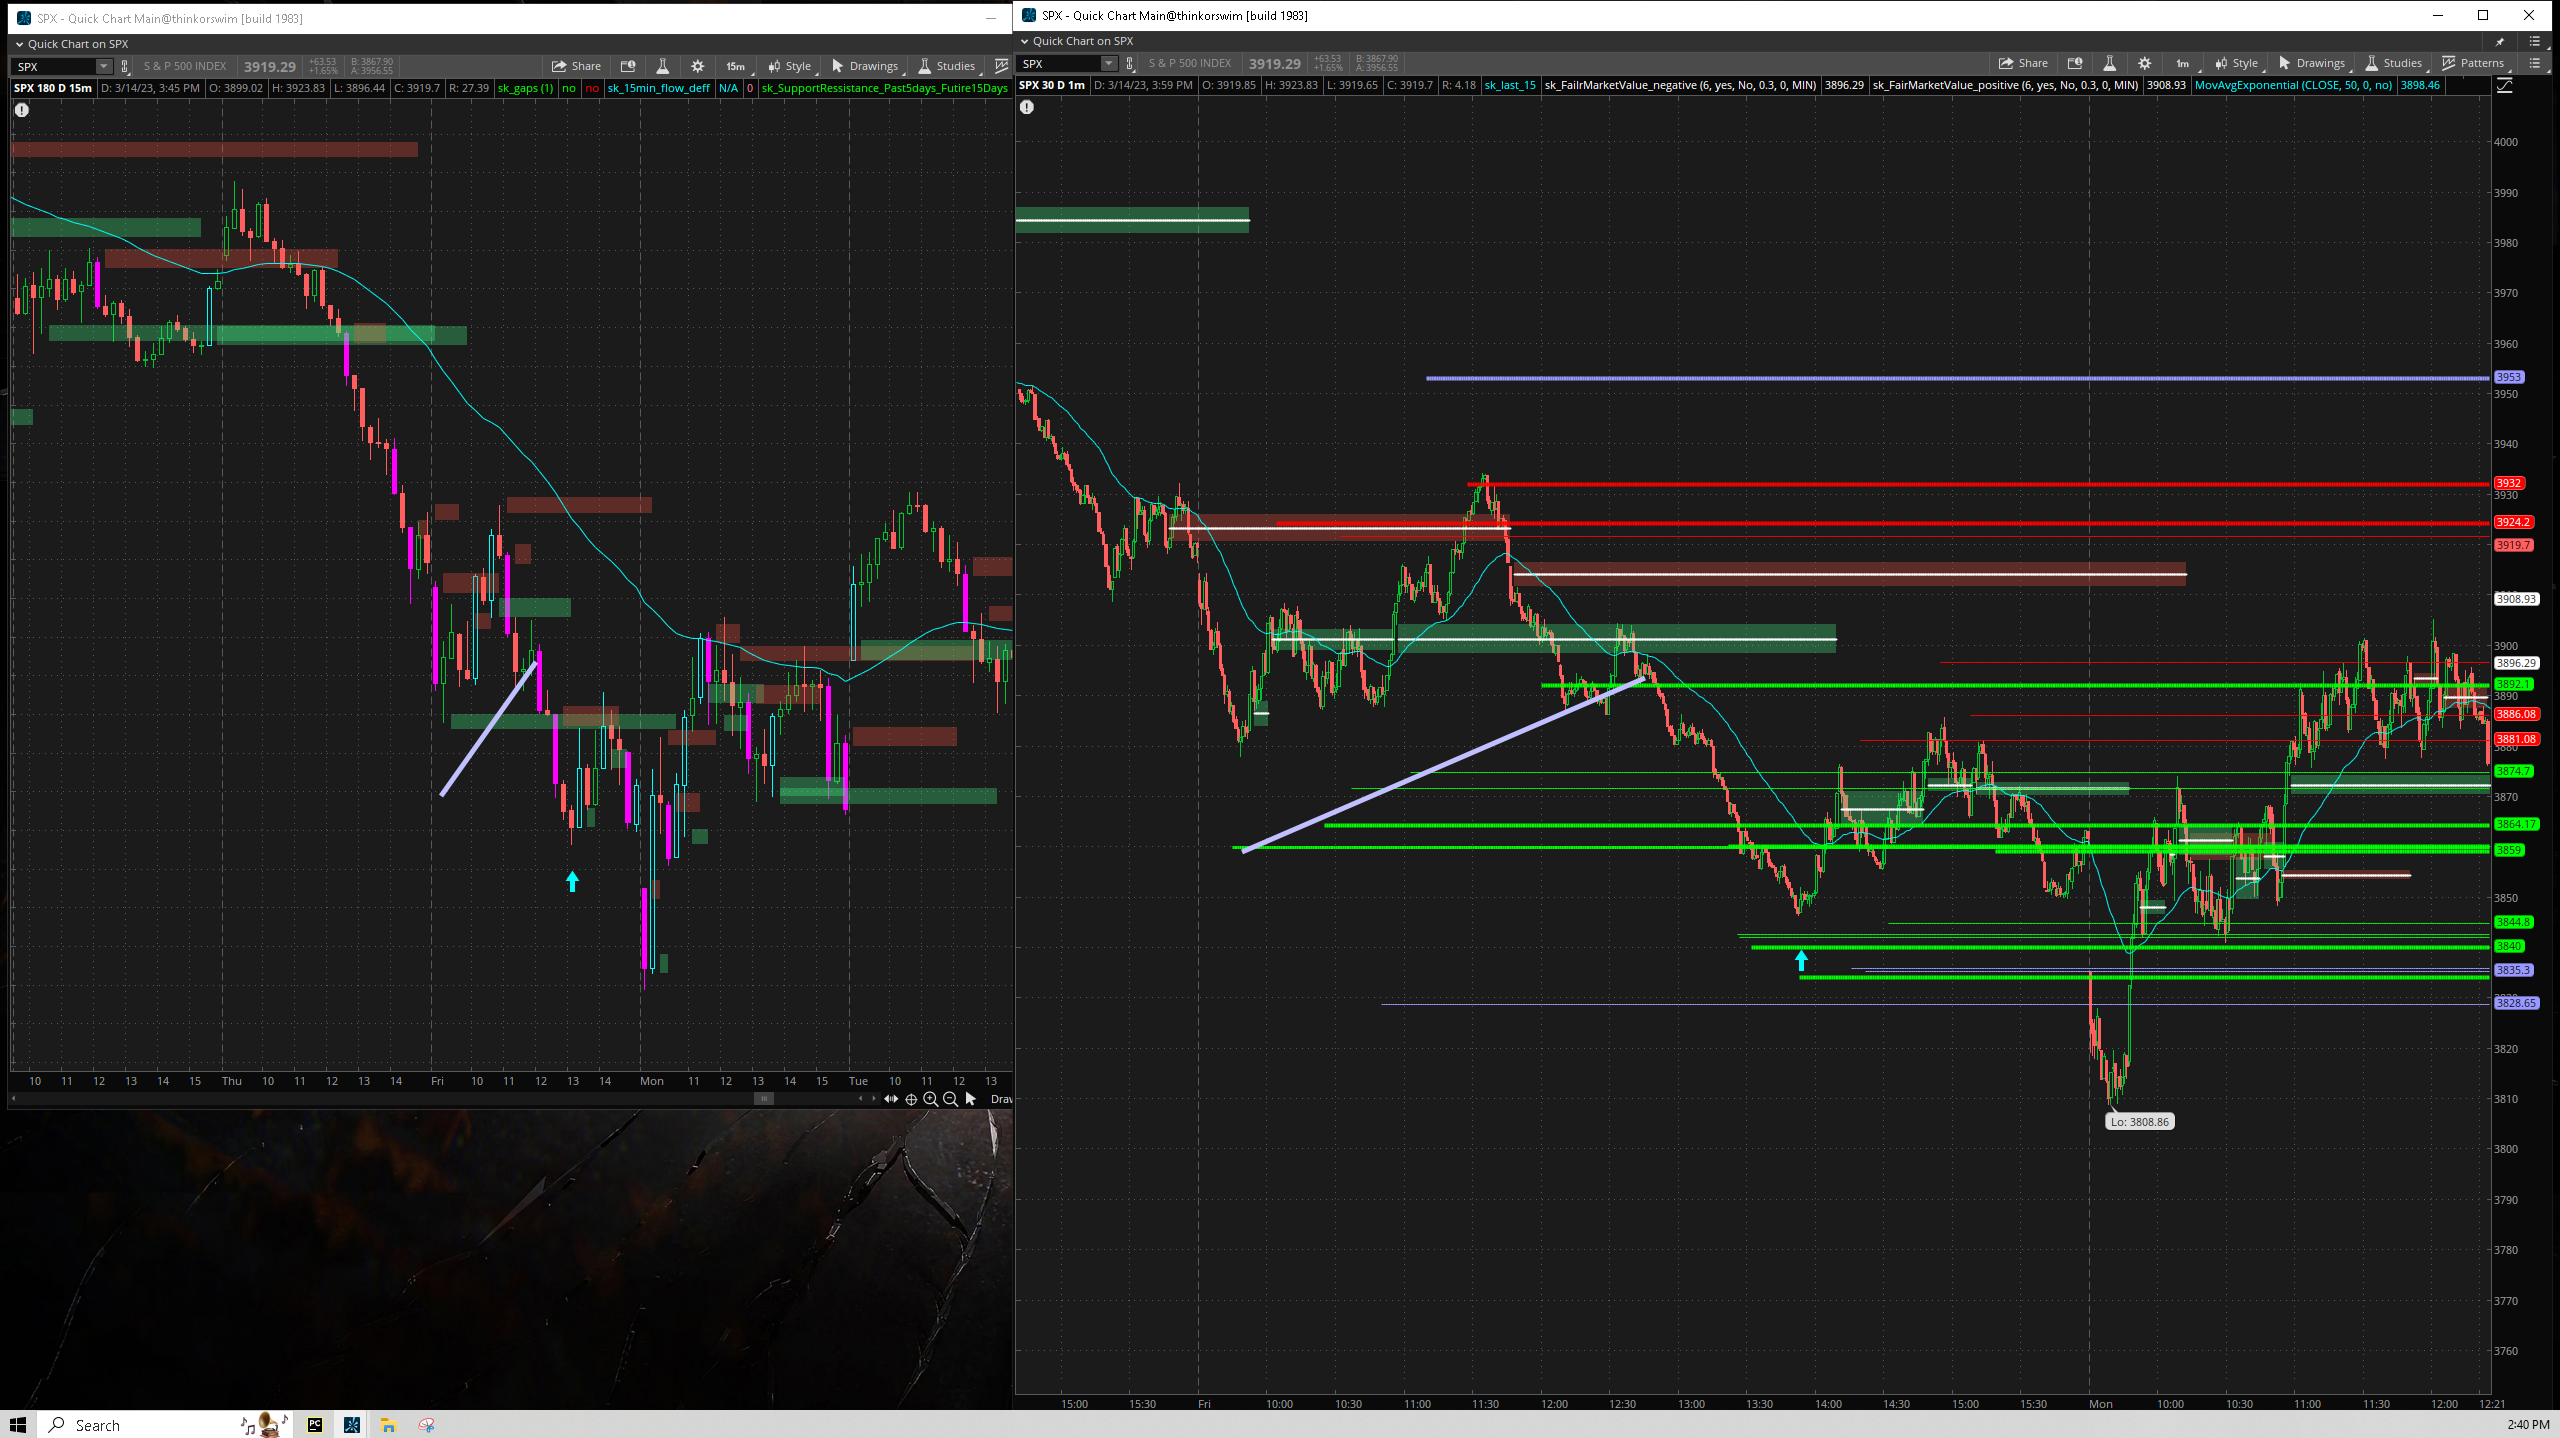 SPX - Quick Chart Main@thinkorswim [build 1983]
Quick Chart on SPX
SPX S & P 500 INDEX 3919.29 +63.53 +1.65% B: 3867.90 A: 3956.55 Share 15m Style Drawings Studies
SPX 180 D 15m D: 3/14/23, 3:45 PM O: 3899.02 H: 3923.83 L: 3896.44 C: 3919.7 R: 27.39 sk_gaps (1) no no sk_15min_flow_deff N/A 0 sk_SupportRessistance_Past5days_Futire15Days
10 11 12 13 14 15 Thu 10 11 12 13 14 Fri 10 11 12 13 14 Mon 11 12 13 14 15 Tue 10 11 12 13
Draw
SPX - Quick Chart Main@thinkorswim [build 1983]
Quick Chart on SPX
SPX S & P 500 INDEX 3919.29 +63.53 +1.65% B: 3867.90 A: 3956.55 Share 1m Style Drawings Studies Patterns
SPX 30 D 1m D: 3/14/23, 3:59 PM O: 3919.85 H: 3923.83 L: 3919.65 C: 3919.7 R: 4.18 sk_last_15 sk_FailrMarketValue_negative (6, yes, No, 0.3, 0, MIN) 3896.29 sk_FairMarketValue_positive (6, yes, No, 0.3, 0, MIN) 3908.93 MovAvgExponential (CLOSE, 50, 0, no) 3898.46
4000
3990
3980
3970
3960
3953
3950
3940
3932
3930
3924.2
3919.7
3908.93
3900
3896.29
3892.1
3890
3886.08
3881.08
3880
3874.7
3870
3864.17
3859
3850
3844.8
3840
3835.3
3828.65
3820
3810
Lo: 3808.86
3800
3790
3780
3770
3760
15:00 15:30 Fri 10:00 10:30 11:00 11:30 12:00 12:30 13:00 13:30 14:00 14:30 15:00 15:30 Mon 10:00 10:30 11:00 11:30 12:00 12:21
Search PC 2:40 PM